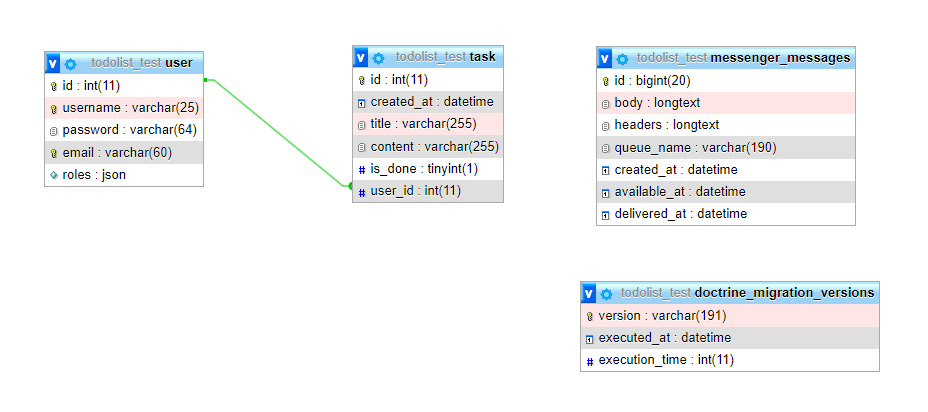 todolist_test user
id : int(11)
username : varchar(25)
password : varchar(64)
email : varchar(60)
roles : json
todolist_test task
id : int(11)
created_at : datetime
title : varchar(255)
content : varchar(255)
is_done : tinyint(1)
user_id : int(11)
todolist_test messenger_messages
id : bigint(20)
body : longtext
headers : longtext
queue_name : varchar(190)
created_at : datetime
available_at : datetime
delivered_at : datetime
todolist_test doctrine_migration_versions
version : varchar(191)
executed_at : datetime
execution_time : int(11)